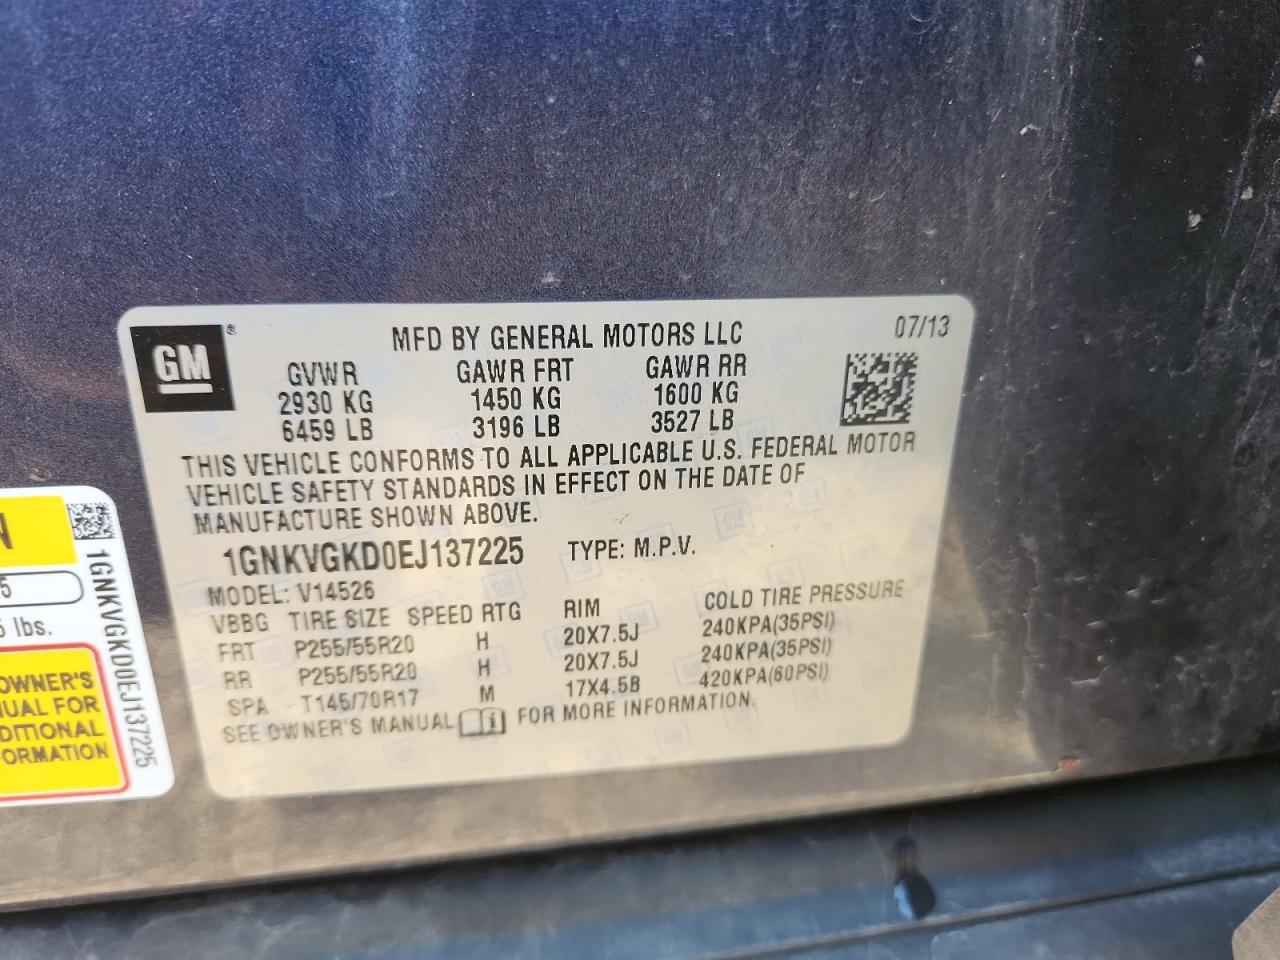 GM®
MFD BY GENERAL MOTORS LLC
07/13
GVWR GAWR FRT GAWR RR
2930 KG 1450 KG 1600 KG
6459 LB 3196 LB 3527 LB
THIS VEHICLE CONFORMS TO ALL APPLICABLE U.S. FEDERAL MOTOR
VEHICLE SAFETY STANDARDS IN EFFECT ON THE DATE OF
MANUFACTURE SHOWN ABOVE.
1GNKVGKD0EJ137225 TYPE: M.P.V.
MODEL: V14526
VBBG TIRE SIZE SPEED RTG RIM COLD TIRE PRESSURE
FRT P255/55R20 H 20X7.5J 240KPA(35PSI)
RR P255/55R20 H 20X7.5J 240KPA(35PSI)
SPA T145/70R17 M 17X4.5B 420KPA(60PSI)
SEE OWNER'S MANUAL FOR MORE INFORMATION.
N
5
5 lbs.
OWNER'S
UAL FOR
DITIONAL
ORMATION
1GNKVGKD0EJ137225